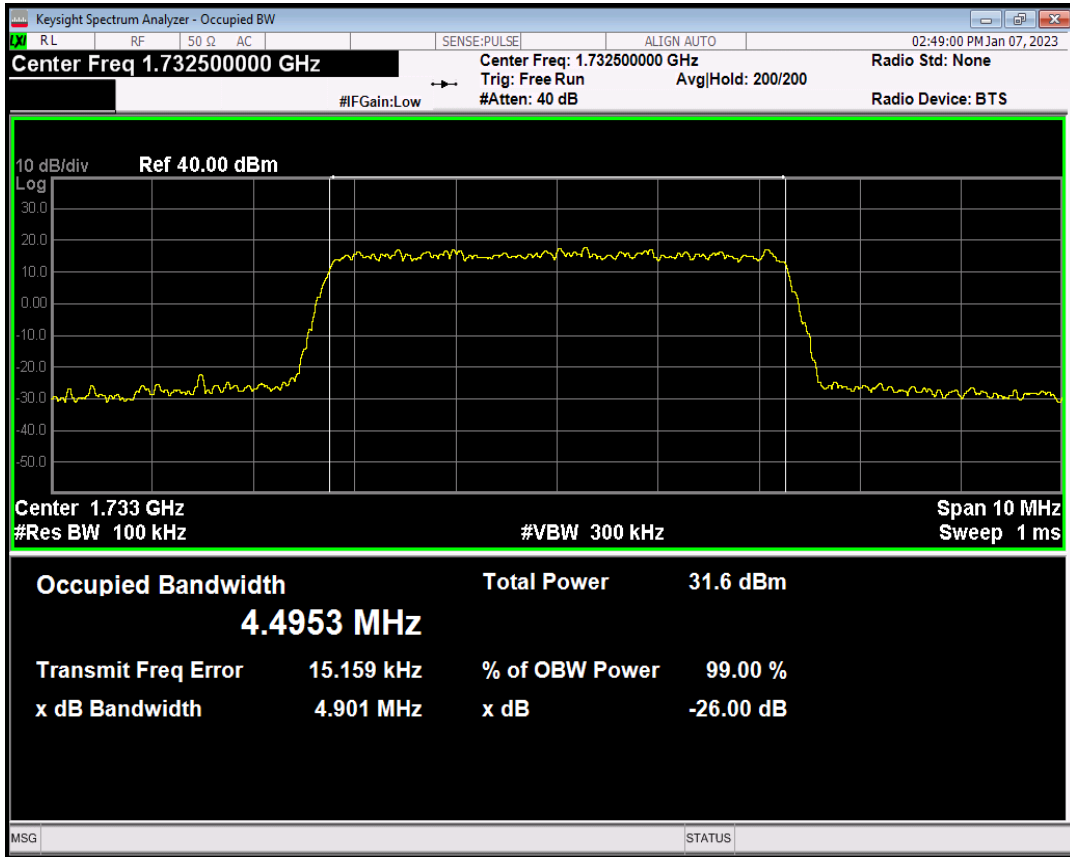 Keysight Spectrum Analyzer - Occupied BW
LXI RL RF 50 Ω AC SENSE:PULSE ALIGN AUTO 02:49:00 PM Jan 07, 2023
Center Freq 1.732500000 GHz Center Freq: 1.732500000 GHz Radio Std: None
Trig: Free Run Avg|Hold: 200/200
#IFGain:Low #Atten: 40 dB Radio Device: BTS
10 dB/div Ref 40.00 dBm
Log
30.0
20.0
10.0
0.00
-10.0
-20.0
-30.0
-40.0
-50.0
Center 1.733 GHz Span 10 MHz
#Res BW 100 kHz #VBW 300 kHz Sweep 1 ms
Occupied Bandwidth Total Power 31.6 dBm
4.4953 MHz
Transmit Freq Error 15.159 kHz % of OBW Power 99.00 %
x dB Bandwidth 4.901 MHz x dB -26.00 dB
MSG STATUS